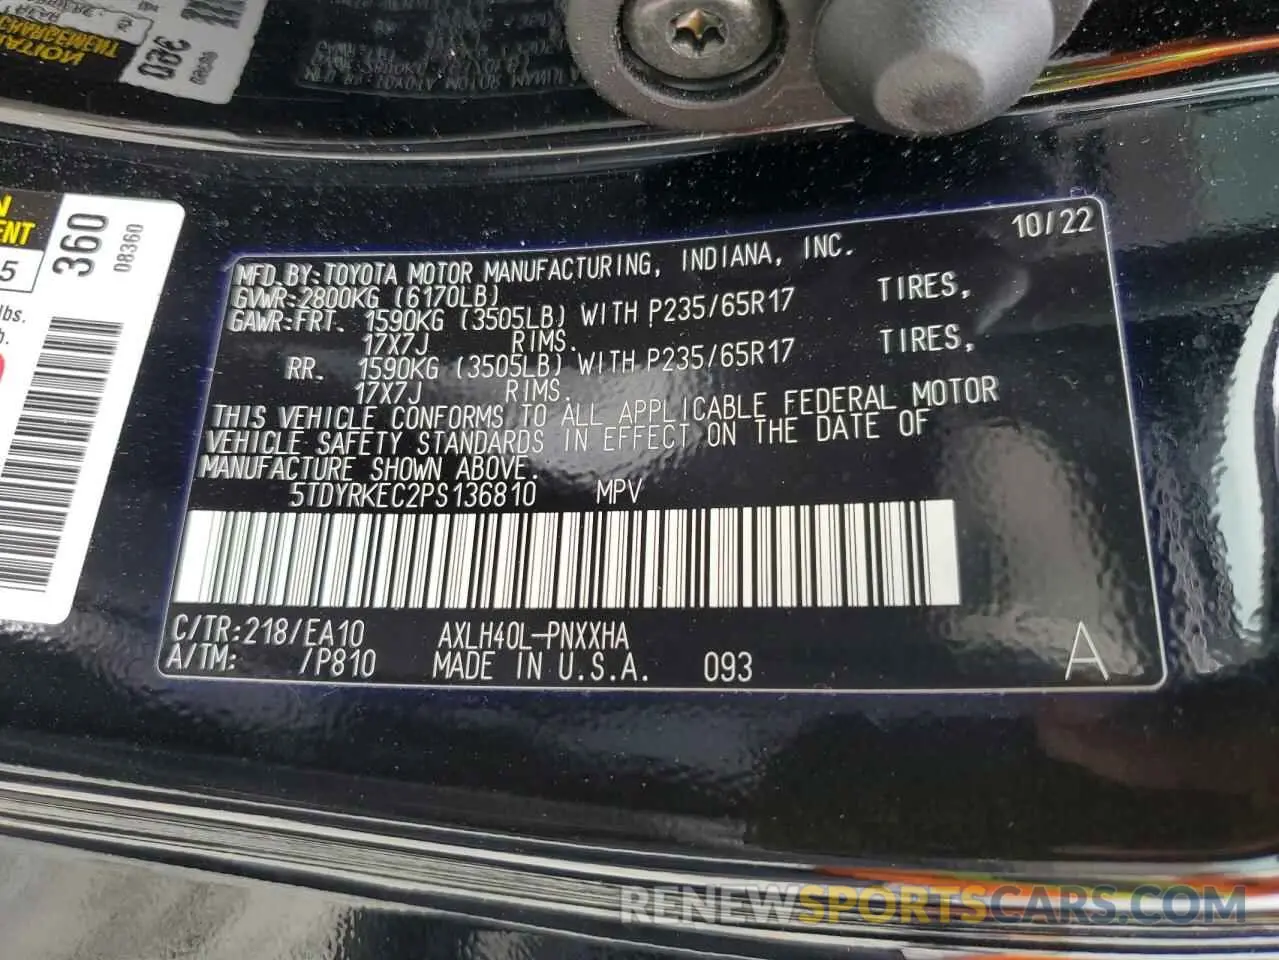 N
ENT
5
360
08360
lbs.
b.
10/22
MFD.BY:TOYOTA MOTOR MANUFACTURING, INDIANA, INC.
GVWR:2800KG (6170LB)
GAWR:FRT. 1590KG (3505LB) WITH P235/65R17 TIRES,
17X7J RIMS.
RR. 1590KG (3505LB) WITH P235/65R17 TIRES,
17X7J RIMS.
THIS VEHICLE CONFORMS TO ALL APPLICABLE FEDERAL MOTOR
VEHICLE SAFETY STANDARDS IN EFFECT ON THE DATE OF
MANUFACTURE SHOWN ABOVE.
5TDYRKEC2PS136810 MPV
C/TR:218/EA10 AXLH40L-PNXXHA
A/TM: /P810 MADE IN U.S.A. 093 A
RENEWSPORTSCARS.COM